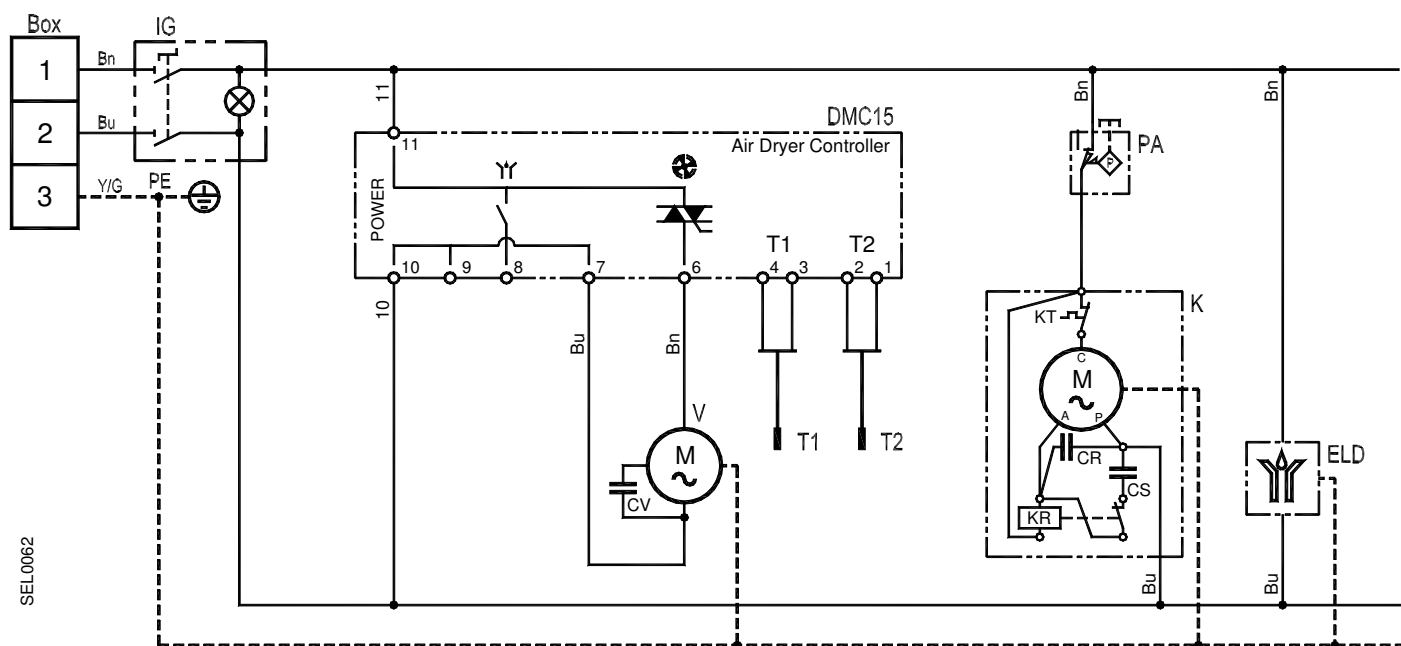 Box
IG
1
Bn
2
Bu
3
Y/G
PE
11
DMC15
Air Dryer Controller
11
POWER
T1
T2
10
9
8
7
6
4
3
2
1
10
Bu
Bn
V
M
CV
T1
T2
Bn
PA
P
K
KT
C
M
A
P
CR
CS
KR
Bu
Bn
ELD
Bu
SEL0062